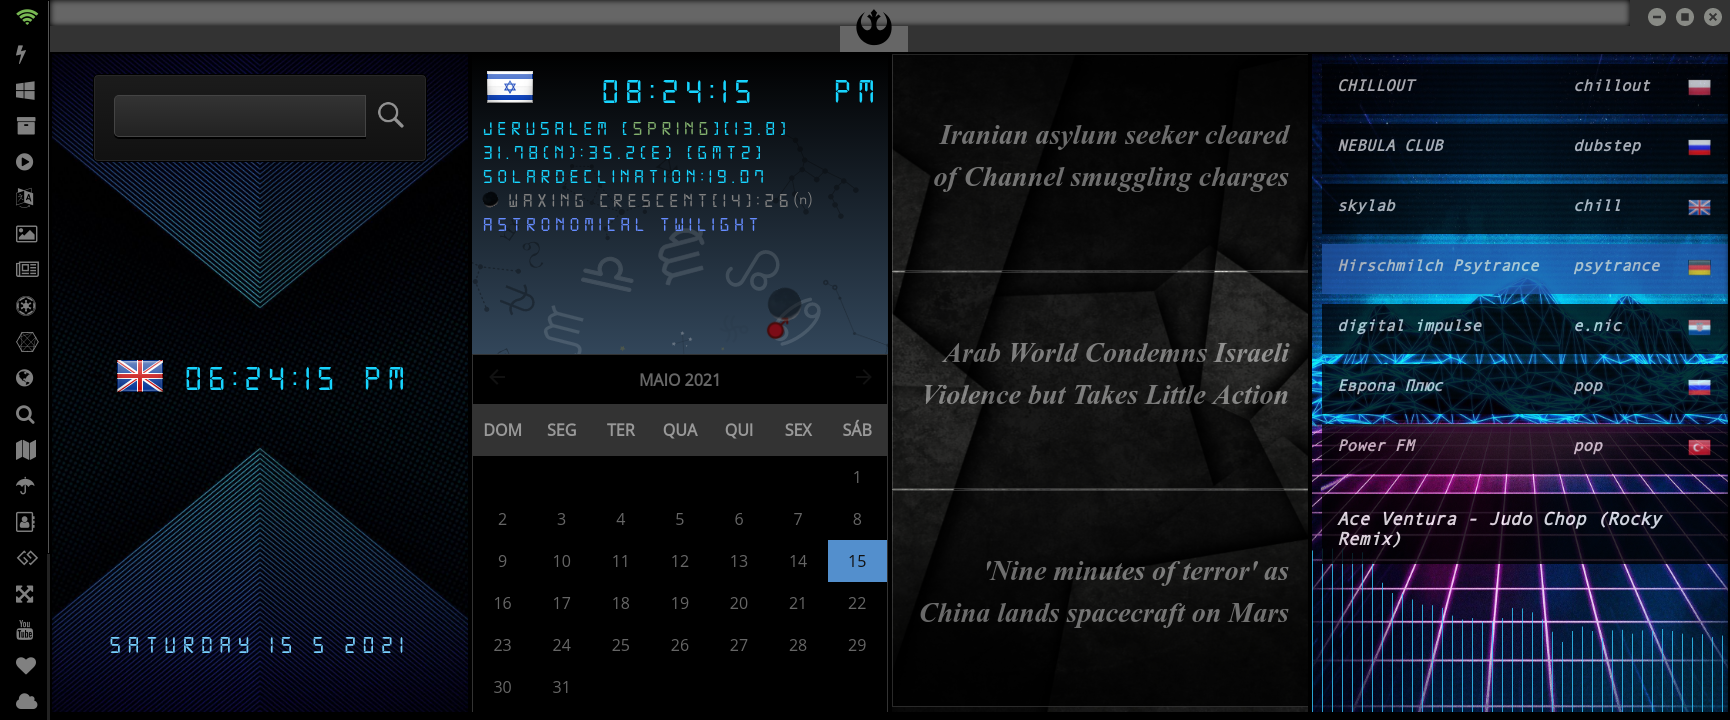 06:24:15 PM
SATURDAY 15 5 2021
08:24:15 PM
JERUSALEM [SPRING][13.8]
31.78(N):35.2(E) [GMT2]
SOLARDECLINATION:19.07
WAXING CRESCENT[14]:26(n)
ASTRONOMICAL TWILIGHT
MAIO 2021
DOM SEG TER QUA QUI SEX SÁB
1
2 3 4 5 6 7 8
9 10 11 12 13 14 15
16 17 18 19 20 21 22
23 24 25 26 27 28 29
30 31
Iranian asylum seeker cleared
of Channel smuggling charges
Arab World Condemns Israeli
Violence but Takes Little Action
'Nine minutes of terror' as
China lands spacecraft on Mars
CHILLOUT chillout
NEBULA CLUB dubstep
skylab chill
Hirschmilch Psytrance psytrance
digital impulse e.nic
Европа Плюс pop
Power FM pop
Ace Ventura - Judo Chop (Rocky
Remix)
You
Tube